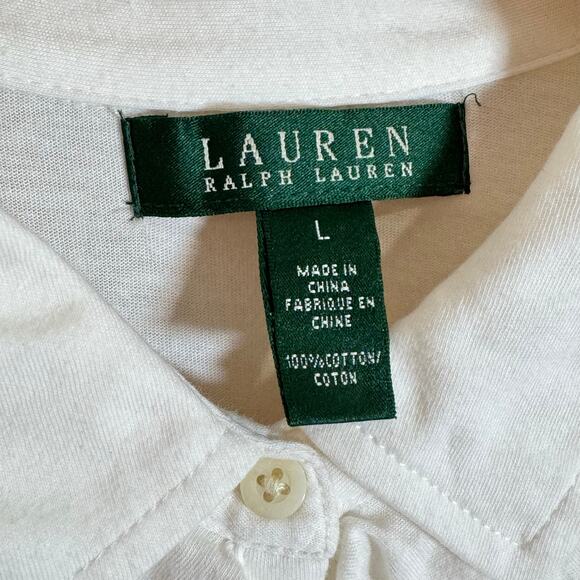 LAUREN
RALPH LAUREN
L
MADE IN
CHINA
FABRIQUE EN
CHINE
100%COTTON/
COTON